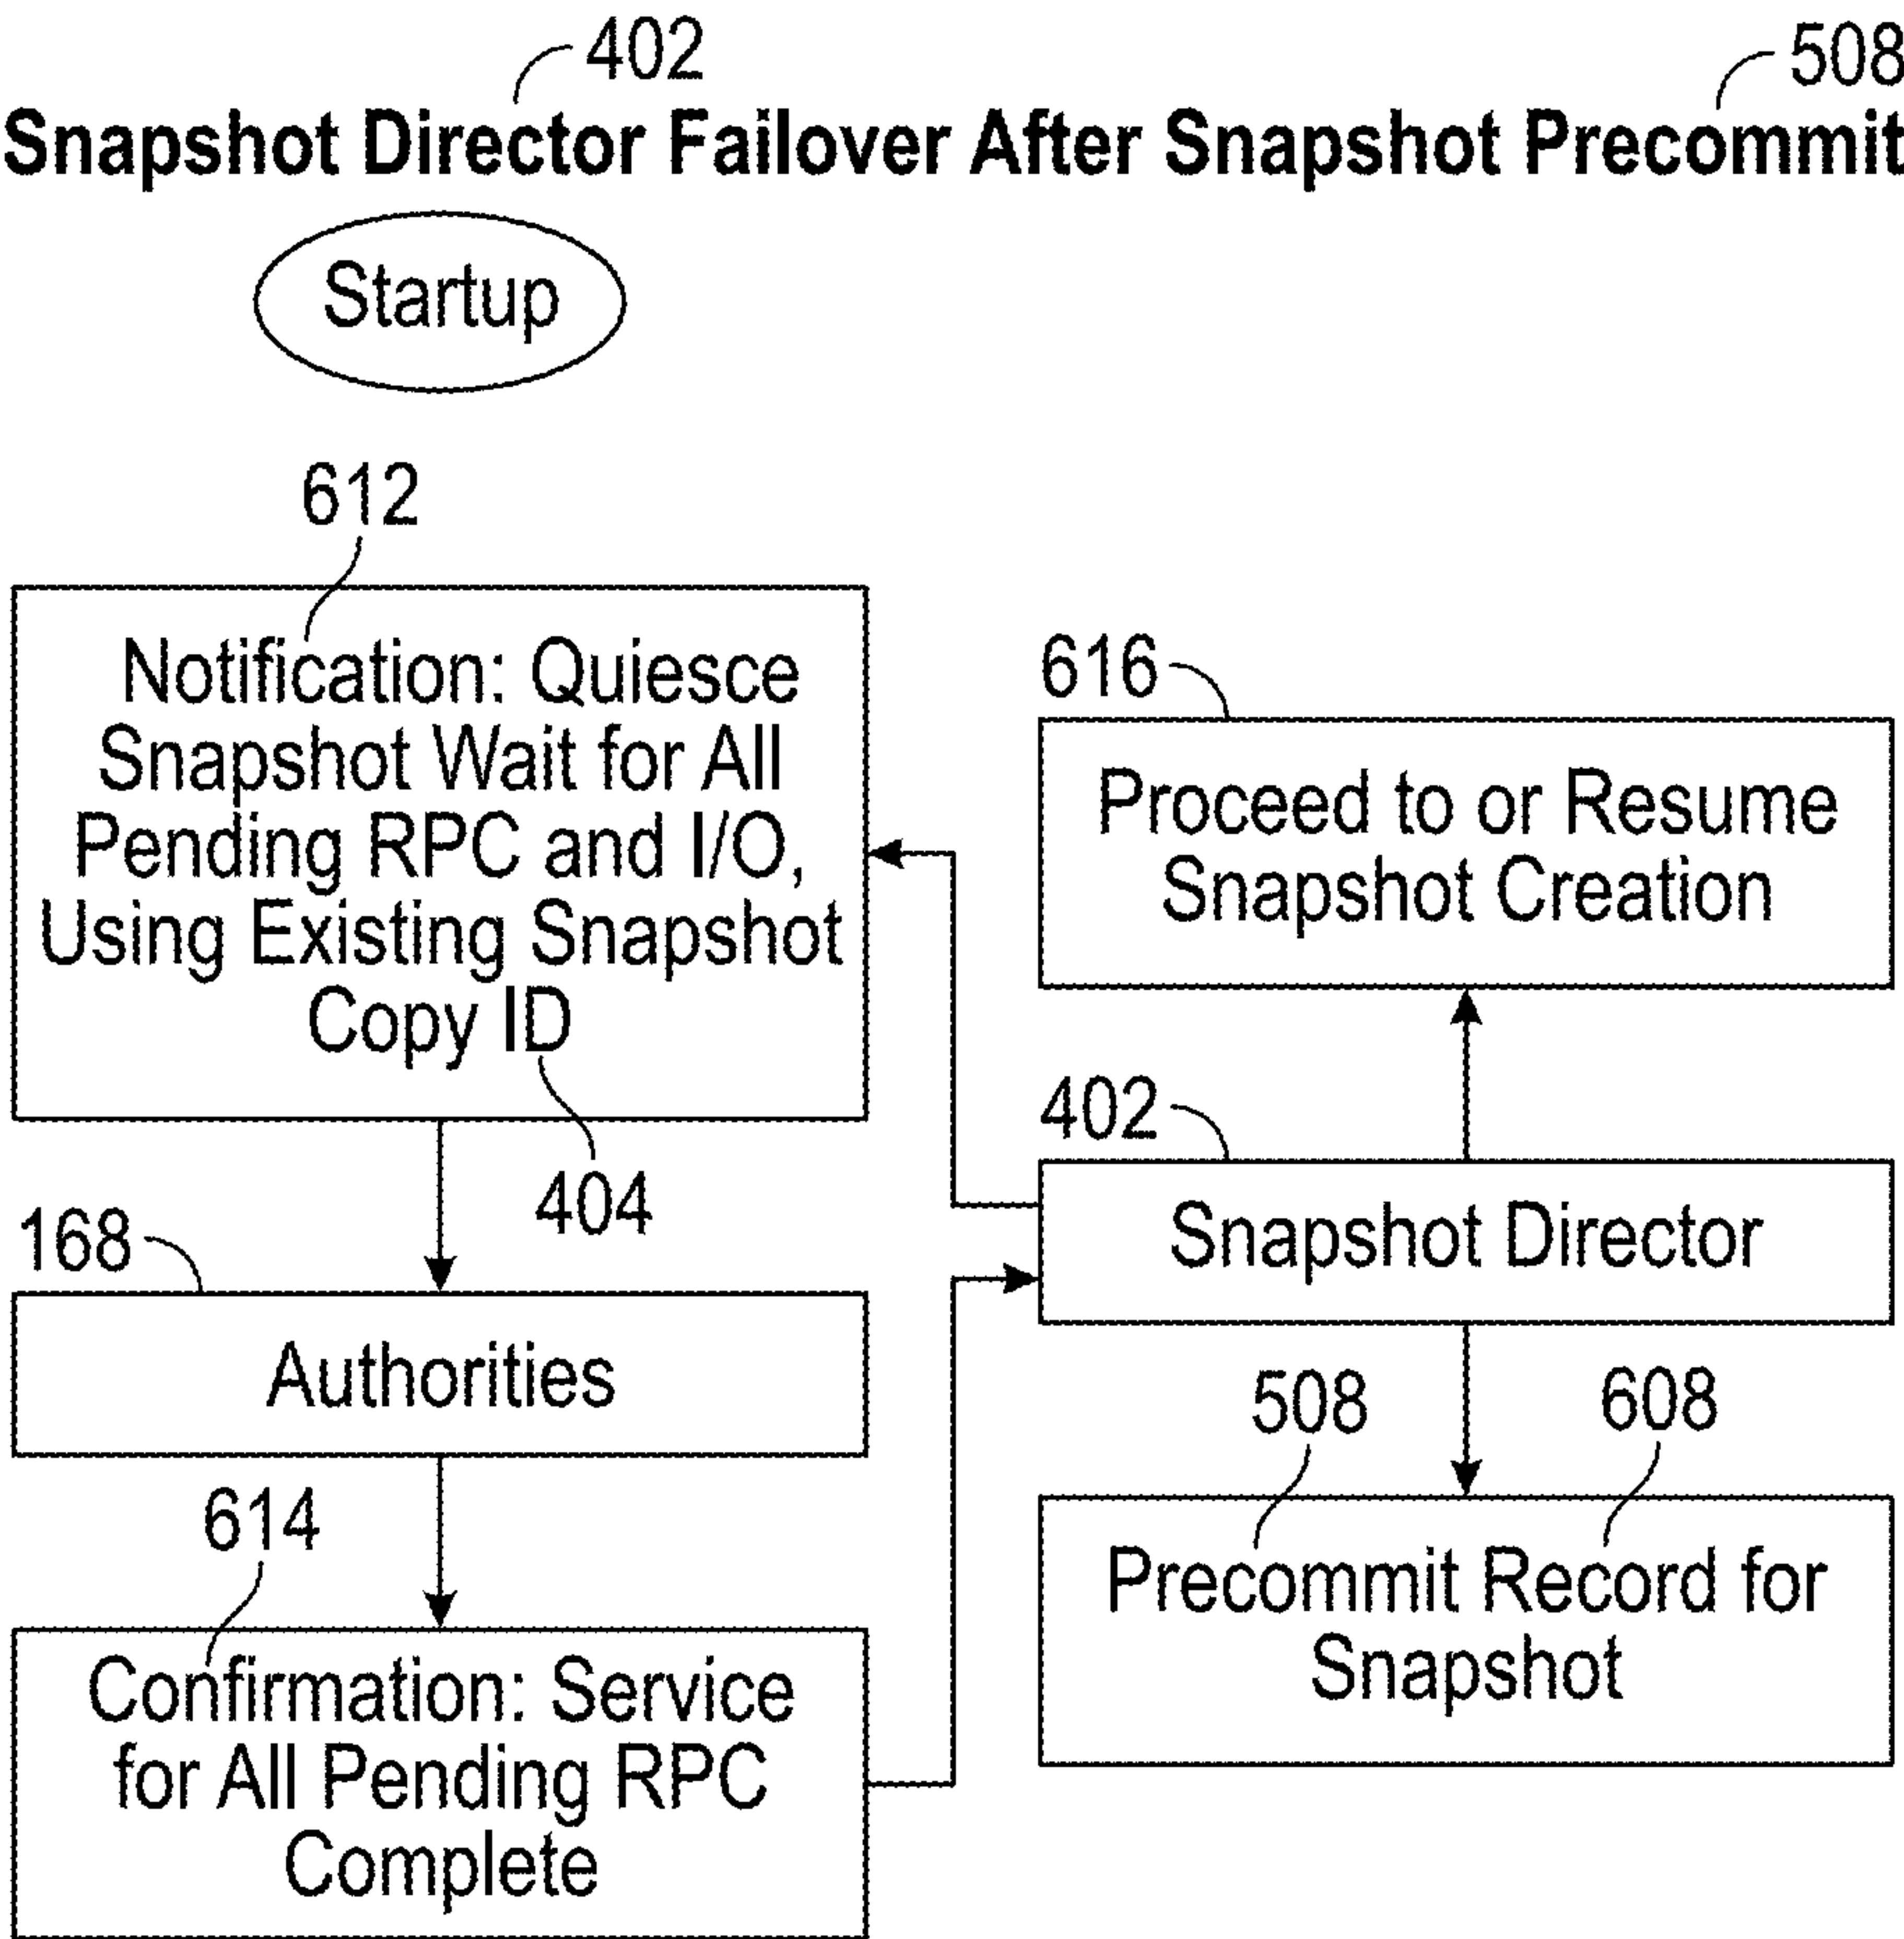 402
508
Snapshot Director Failover After Snapshot Precommit
Startup
612
Notification: Quiesce
Snapshot Wait for All
Pending RPC and I/O,
Using Existing Snapshot
Copy ID
404
168
Authorities
614
Confirmation: Service
for All Pending RPC
Complete
616
Proceed to or Resume
Snapshot Creation
402
Snapshot Director
508
608
Precommit Record for
Snapshot